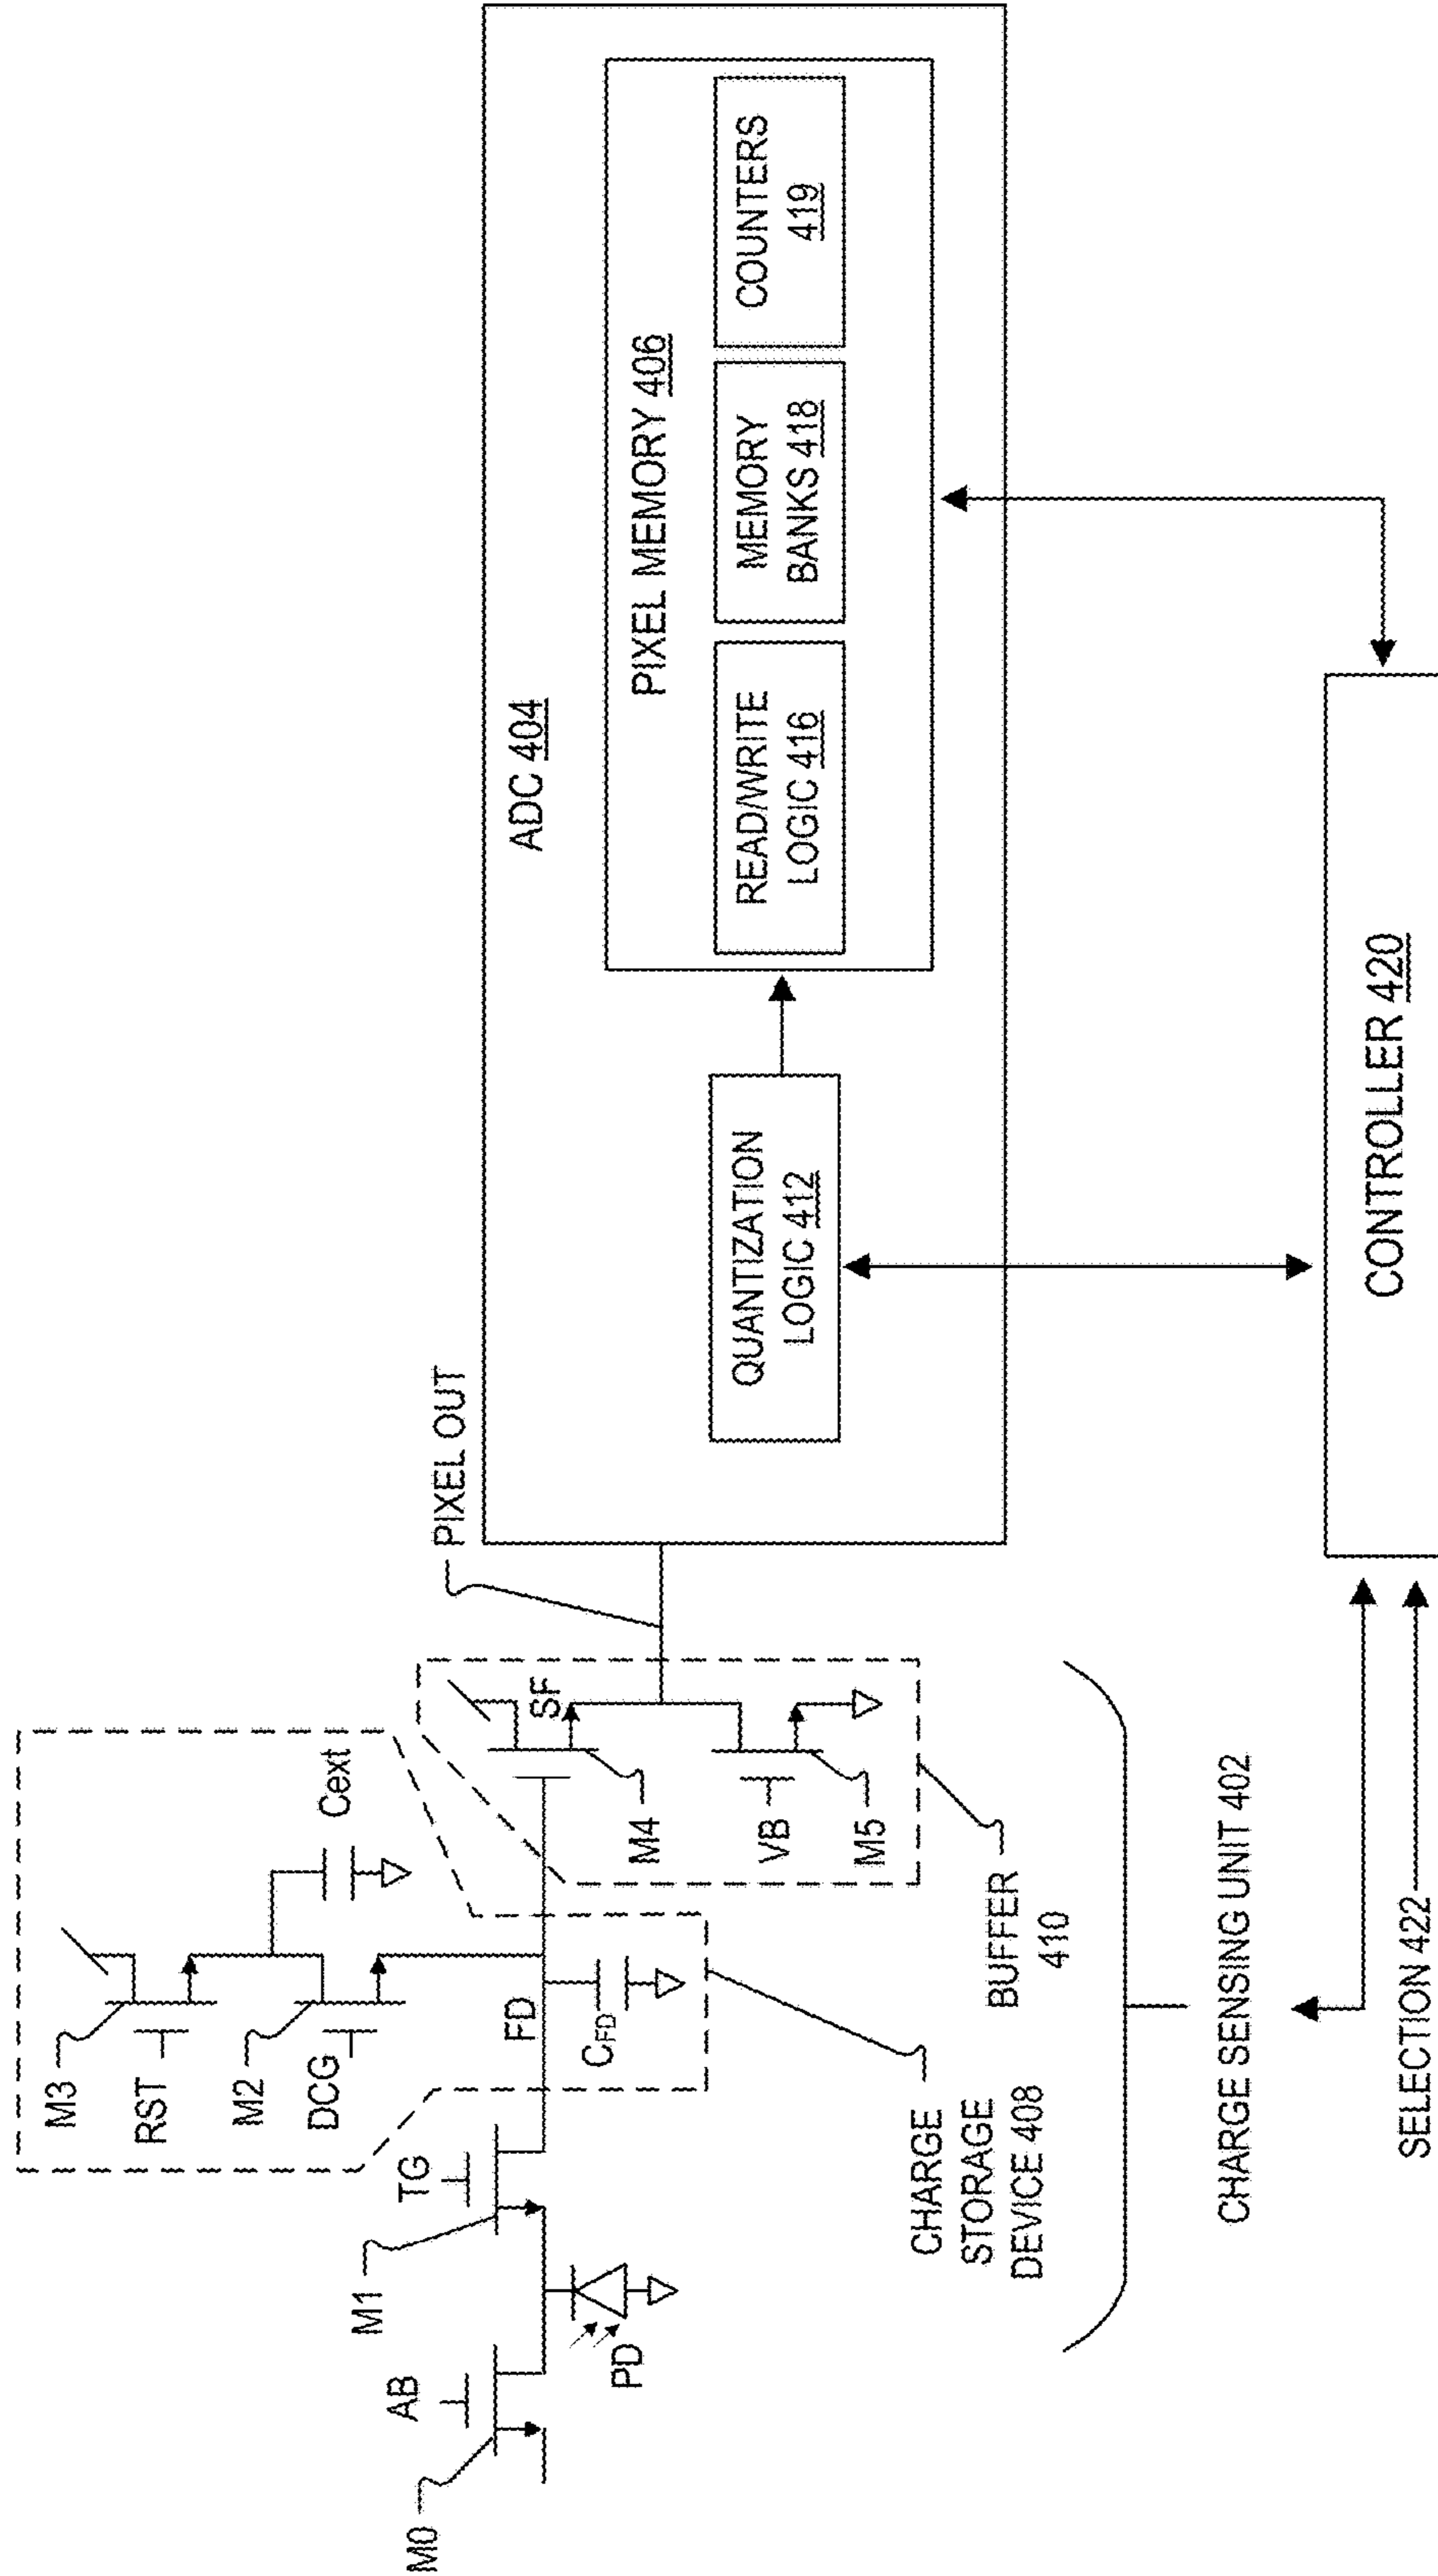 M3
RST
M2
DCG
Cext
FD
CFD
M0
AB
M1
TG
PD
SF
M4
VB
M5
PIXEL OUT
CHARGE
STORAGE
DEVICE 408
BUFFER
410
CHARGE SENSING UNIT 402
SELECTION 422
ADC 404
QUANTIZATION
LOGIC 412
PIXEL MEMORY 406
READ/WRITE
LOGIC 416
MEMORY
BANKS 418
COUNTERS
419
CONTROLLER 420